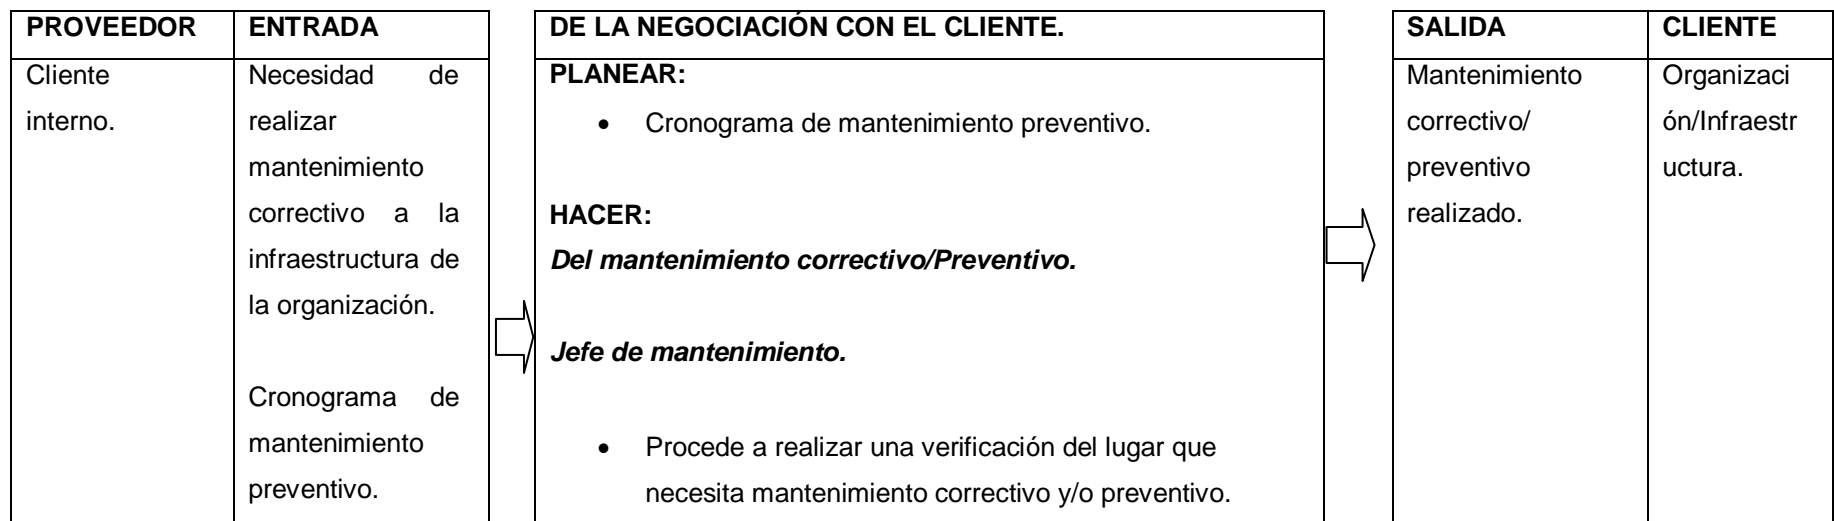 PROVEEDOR
ENTRADA
Cliente
interno.
Necesidad de
realizar
mantenimiento
correctivo a la
infraestructura de
la organización.
Cronograma de
mantenimiento
preventivo.
DE LA NEGOCIACIÓN CON EL CLIENTE.
PLANEAR:
• Cronograma de mantenimiento preventivo.
HACER:
Del mantenimiento correctivo/Preventivo.
Jefe de mantenimiento.
• Procede a realizar una verificación del lugar que
necesita mantenimiento correctivo y/o preventivo.
SALIDA
CLIENTE
Mantenimiento
correctivo/
preventivo
realizado.
Organizaci
ón/Infraestr
uctura.